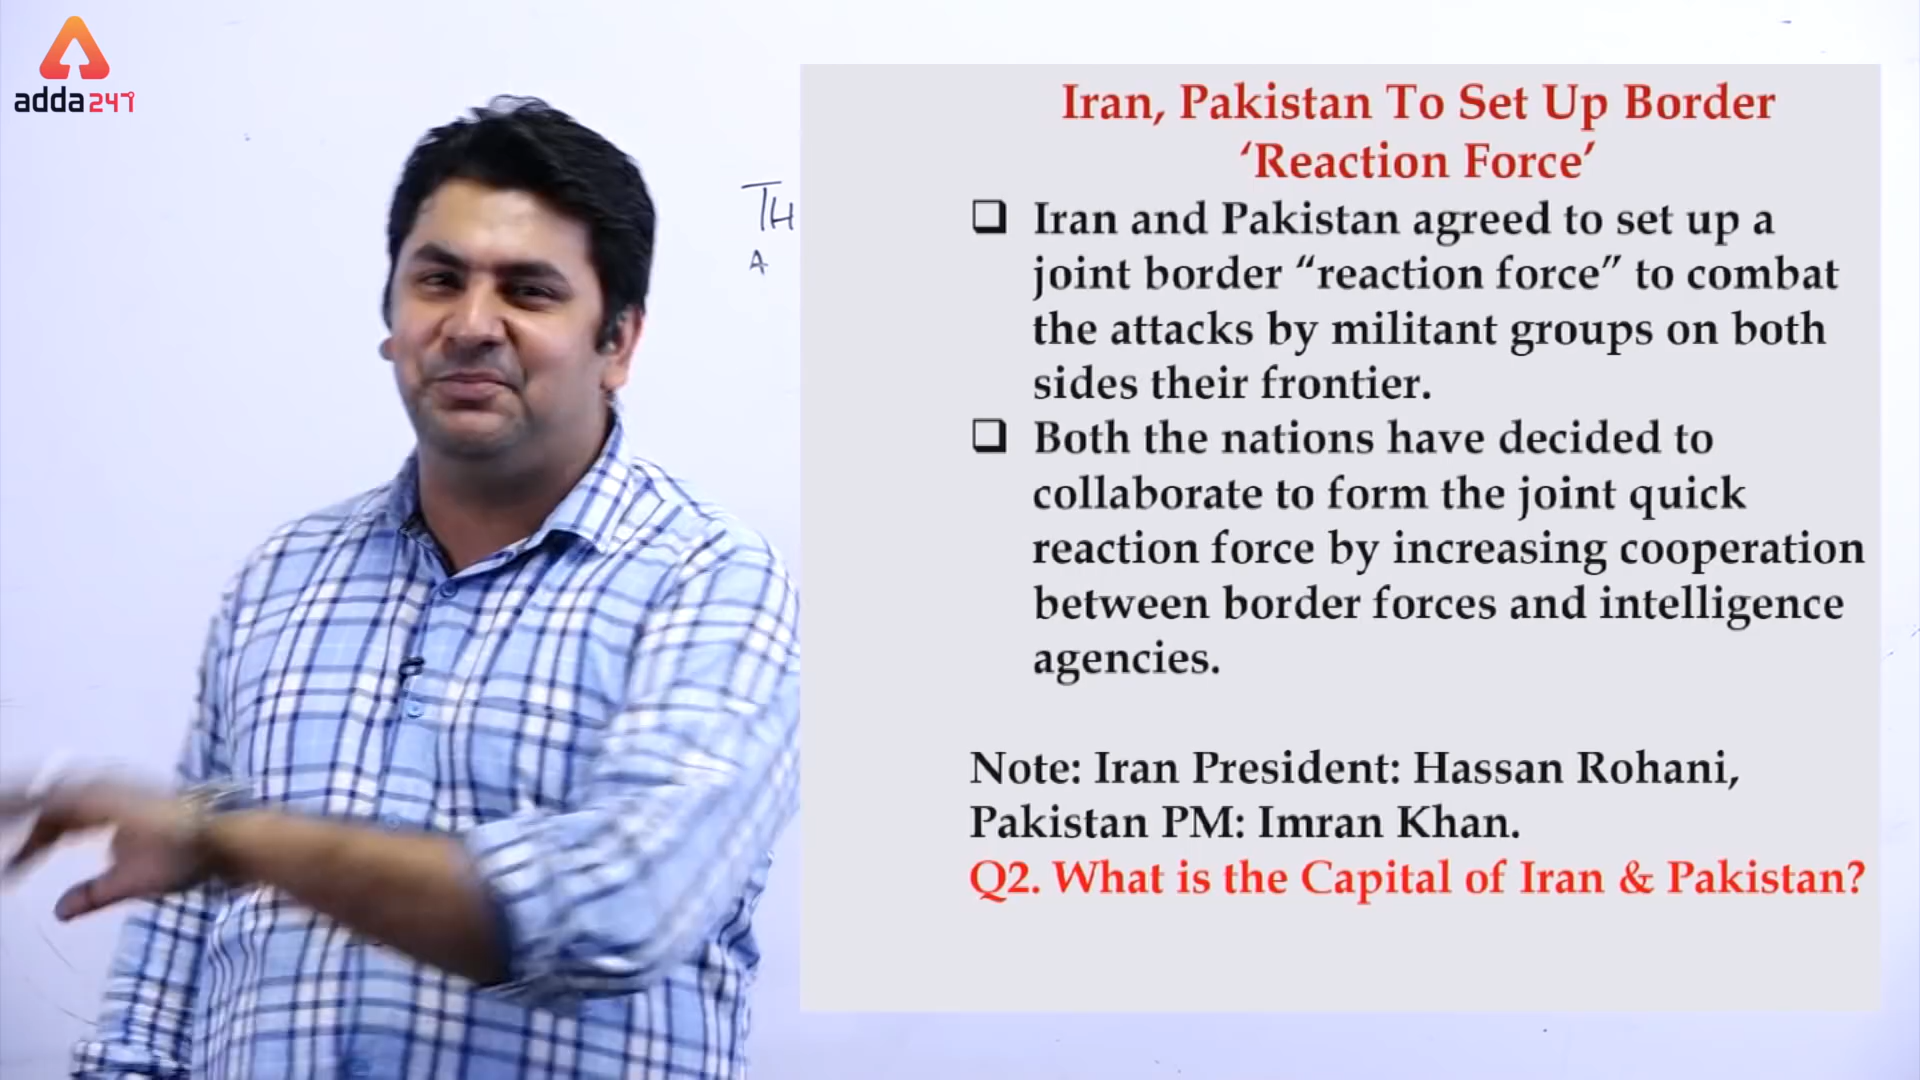 adda247
TH
A
Iran, Pakistan To Set Up Border
‘Reaction Force’
❑ Iran and Pakistan agreed to set up a
joint border “reaction force” to combat
the attacks by militant groups on both
sides their frontier.
❑ Both the nations have decided to
collaborate to form the joint quick
reaction force by increasing cooperation
between border forces and intelligence
agencies.
Note: Iran President: Hassan Rohani,
Pakistan PM: Imran Khan.
Q2. What is the Capital of Iran & Pakistan?